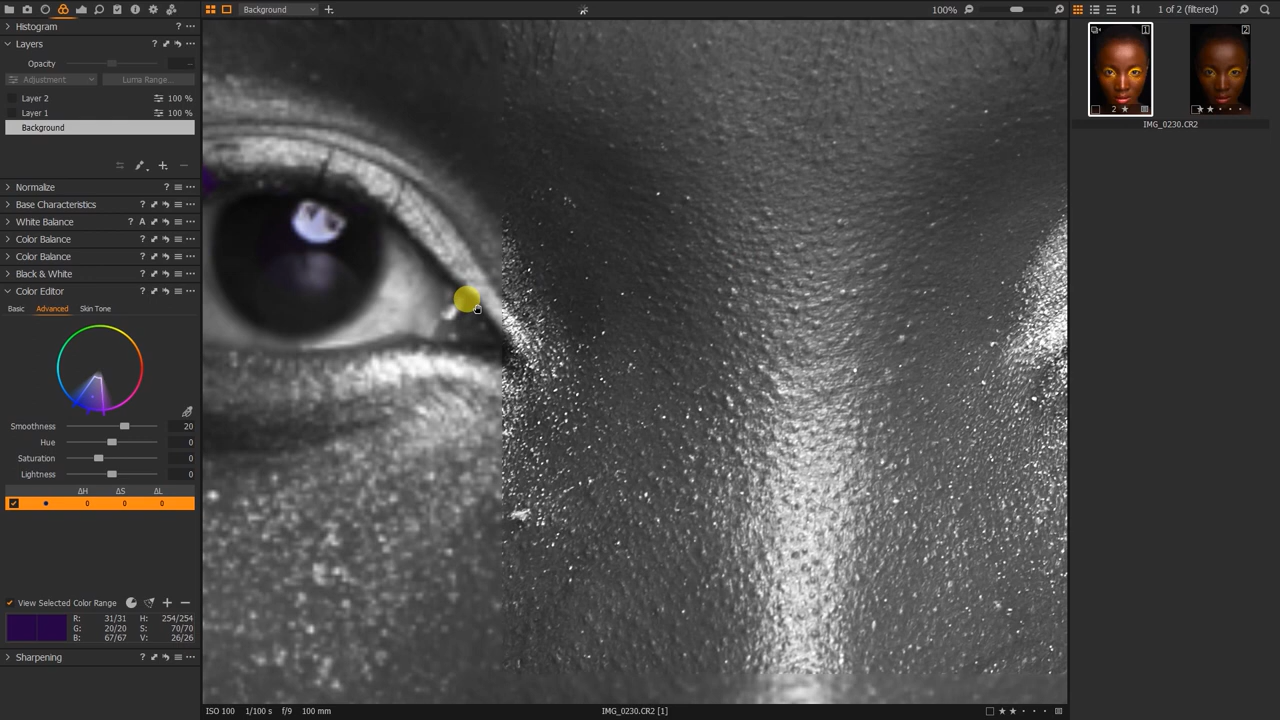 Background
100%
1 of 2 (filtered)
Histogram ?
Layers ?
Opacity --
Adjustment Luma Range...
Layer 2 100 %
Layer 1 100 %
Background
Normalize ?
Base Characteristics ?
White Balance ? A
Color Balance ?
Color Balance ?
Black & White ?
Color Editor ?
Basic Advanced Skin Tone
Smoothness 20
Hue 0
Saturation 0
Lightness 0
ΔH ΔS ΔL
0 0 0
View Selected Color Range
R: 31/31 H: 254/254
G: 20/20 S: 70/70
B: 67/67 V: 26/26
Sharpening ?
1
2
2
IMG_0230.CR2
ISO 100 1/100 s f/9 100 mm
IMG_0230.CR2 [1]